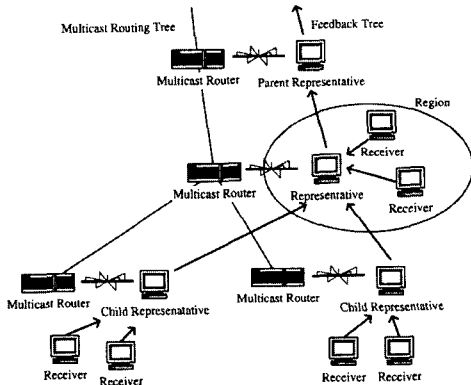 Multicast Routing Tree
Feedback Tree
Multicast Router
Parent Representative
Region
Receiver
Multicast Router
Representative
Receiver
Multicast Router
Child Represenatative
Multicast Router
Child Representative
Receiver
Receiver
Receiver
Receiver